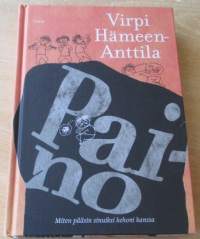 Virpi
Hämeen-
Anttila
Pai-
no
Miten pääsin sinuiksi kehoni kanssa